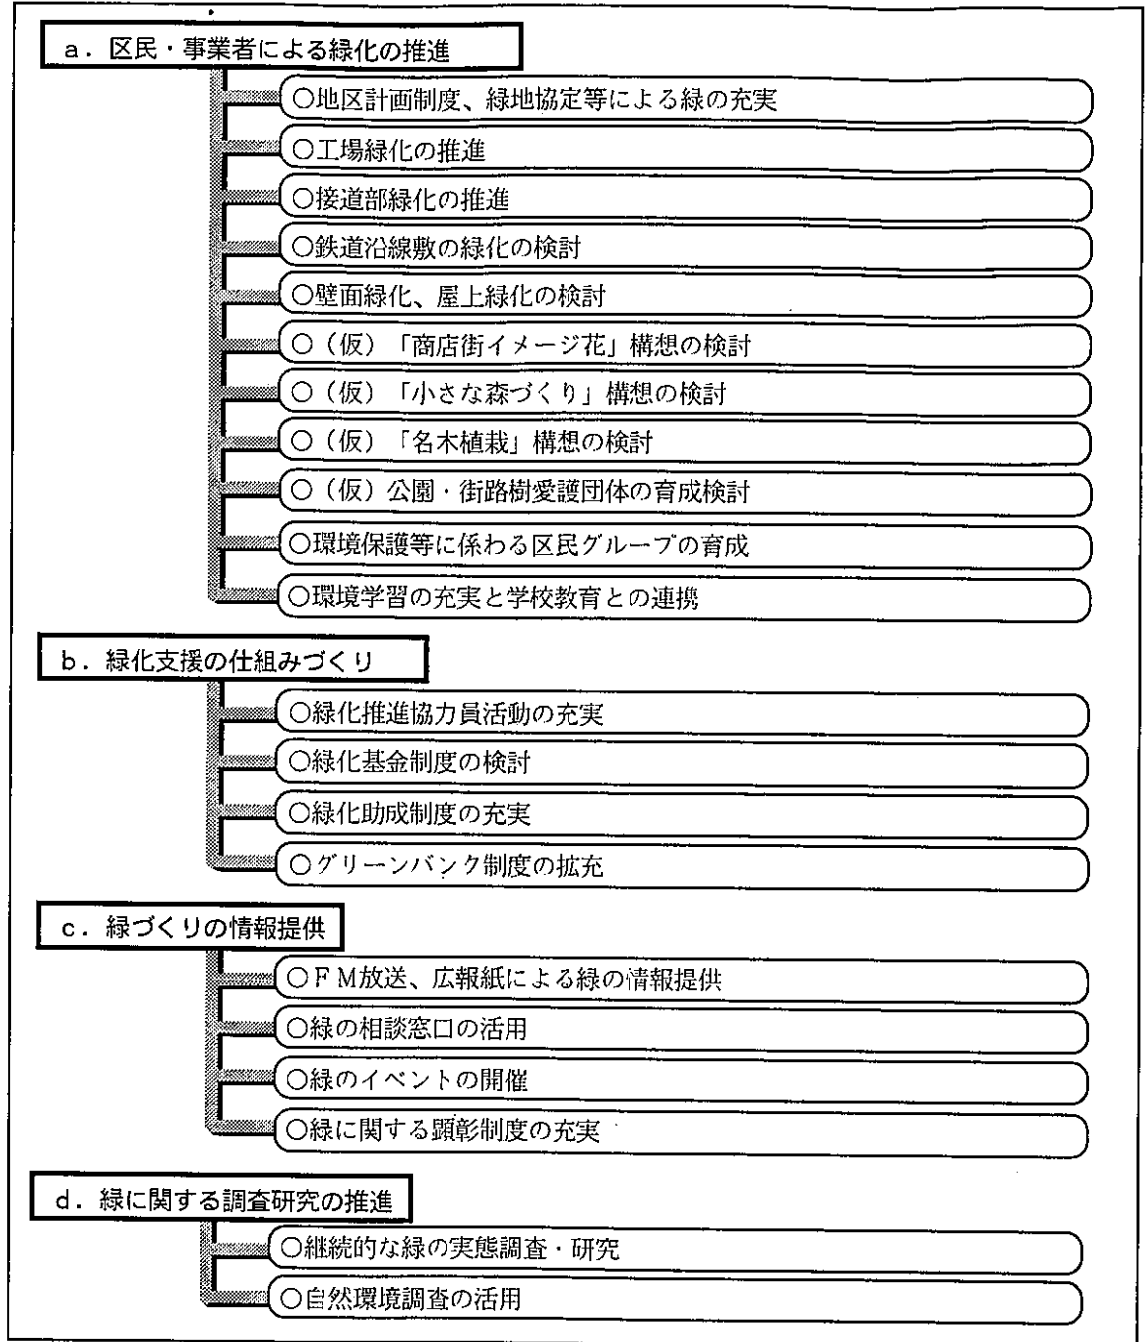 a．区民・事業者による緑化の推進
○地区計画制度、緑地協定等による緑の充実
○工場緑化の推進
○接道部緑化の推進
○鉄道沿線敷の緑化の検討
○壁面緑化、屋上緑化の検討
○（仮）「商店街イメージ花」構想の検討
○（仮）「小さな森づくり」構想の検討
○（仮）「名木植栽」構想の検討
○（仮）公園・街路樹愛護団体の育成検討
○環境保護等に係わる区民グループの育成
○環境学習の充実と学校教育との連携
b．緑化支援の仕組みづくり
○緑化推進協力員活動の充実
○緑化基金制度の検討
○緑化助成制度の充実
○グリーンバンク制度の拡充
c．緑づくりの情報提供
○ＦＭ放送、広報紙による緑の情報提供
○緑の相談窓口の活用
○緑のイベントの開催
○緑に関する顕彰制度の充実
d．緑に関する調査研究の推進
○継続的な緑の実態調査・研究
○自然環境調査の活用